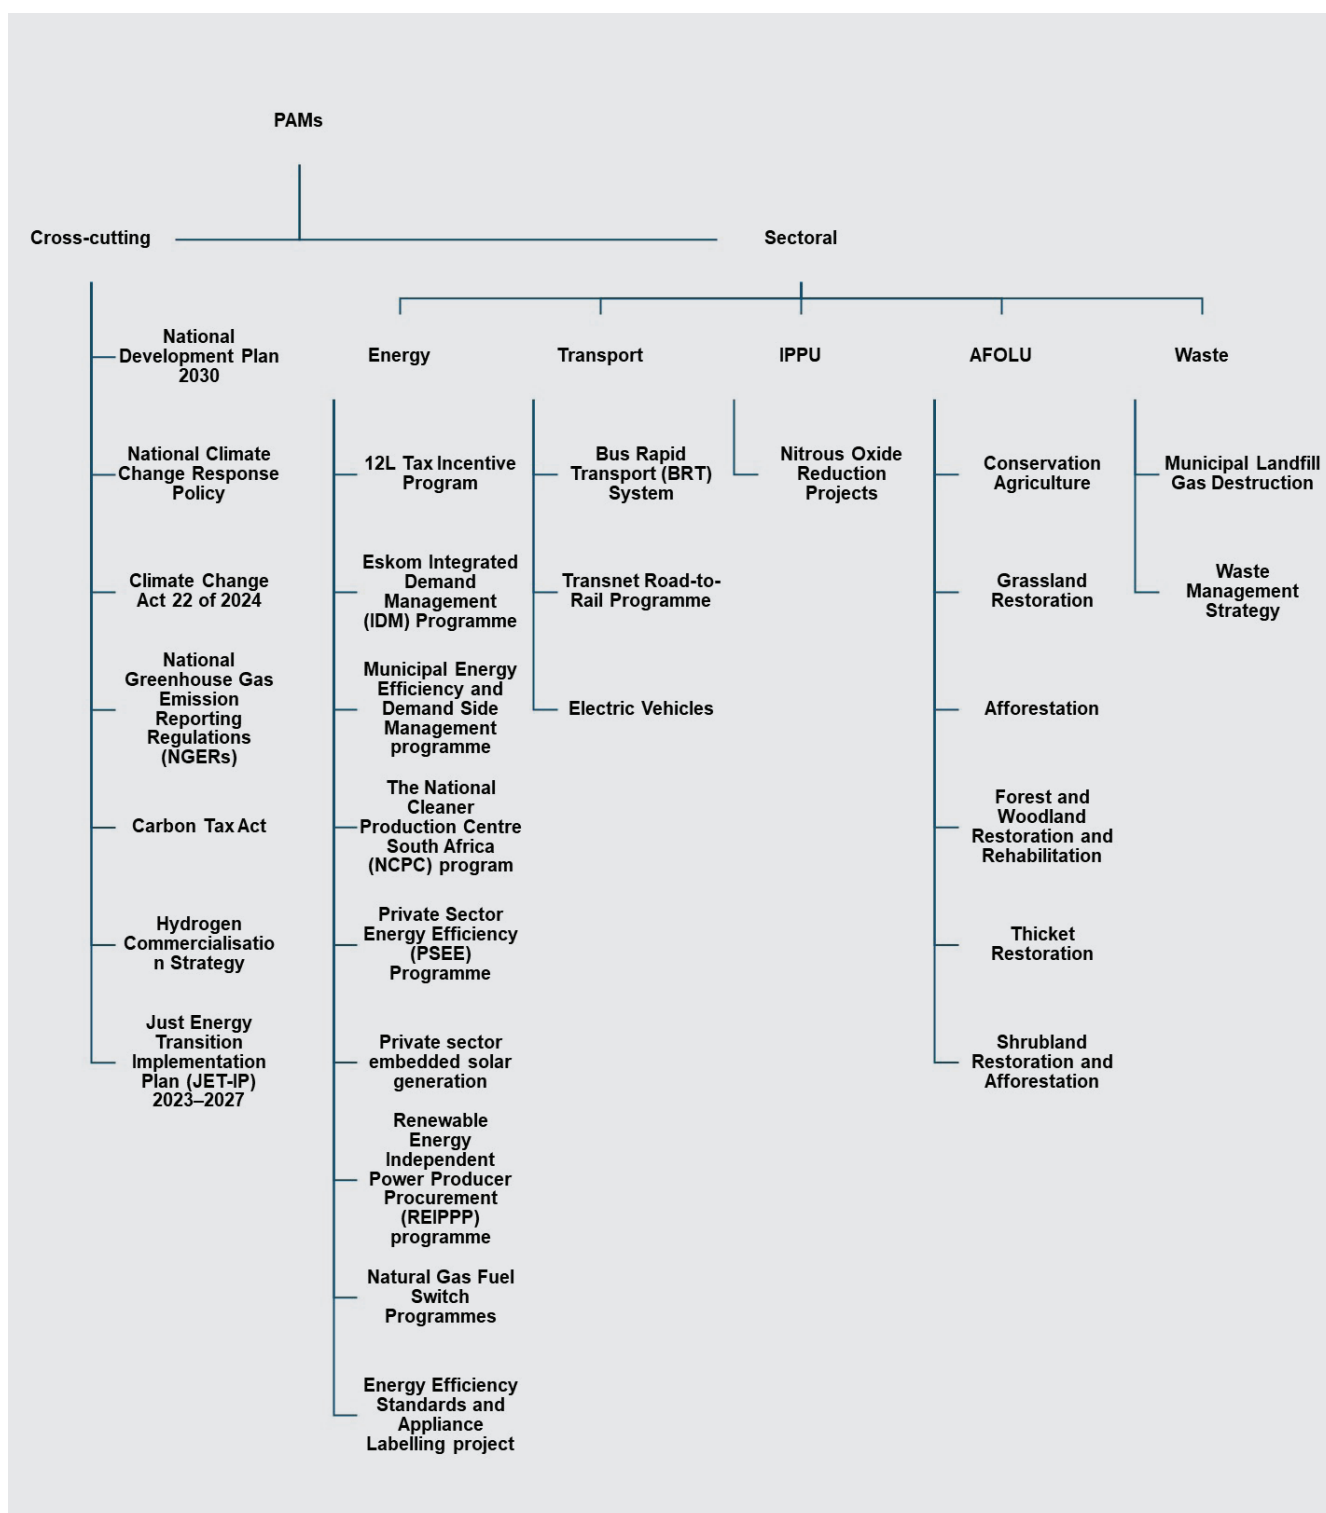 PAMs
Cross-cutting
Sectoral
National
Development Plan
2030
National Climate
Change Response
Policy
Climate Change
Act 22 of 2024
National
Greenhouse Gas
Emission
Reporting
Regulations
(NGERs)
Carbon Tax Act
Hydrogen
Commercialisatio
n Strategy
Just Energy
Transition
Implementation
Plan (JET-IP)
2023–2027
Energy
12L Tax Incentive
Program
Eskom Integrated
Demand
Management
(IDM) Programme
Municipal Energy
Efficiency and
Demand Side
Management
programme
The National
Cleaner
Production Centre
South Africa
(NCPC) program
Private Sector
Energy Efficiency
(PSEE)
Programme
Private sector
embedded solar
generation
Renewable
Energy
Independent
Power Producer
Procurement
(REIPPP)
programme
Natural Gas Fuel
Switch
Programmes
Energy Efficiency
Standards and
Appliance
Labelling project
Transport
Bus Rapid
Transport (BRT)
System
Transnet Road-to-
Rail Programme
Electric Vehicles
IPPU
Nitrous Oxide
Reduction
Projects
AFOLU
Conservation
Agriculture
Grassland
Restoration
Afforestation
Forest and
Woodland
Restoration and
Rehabilitation
Thicket
Restoration
Shrubland
Restoration and
Afforestation
Waste
Municipal Landfill
Gas Destruction
Waste
Management
Strategy